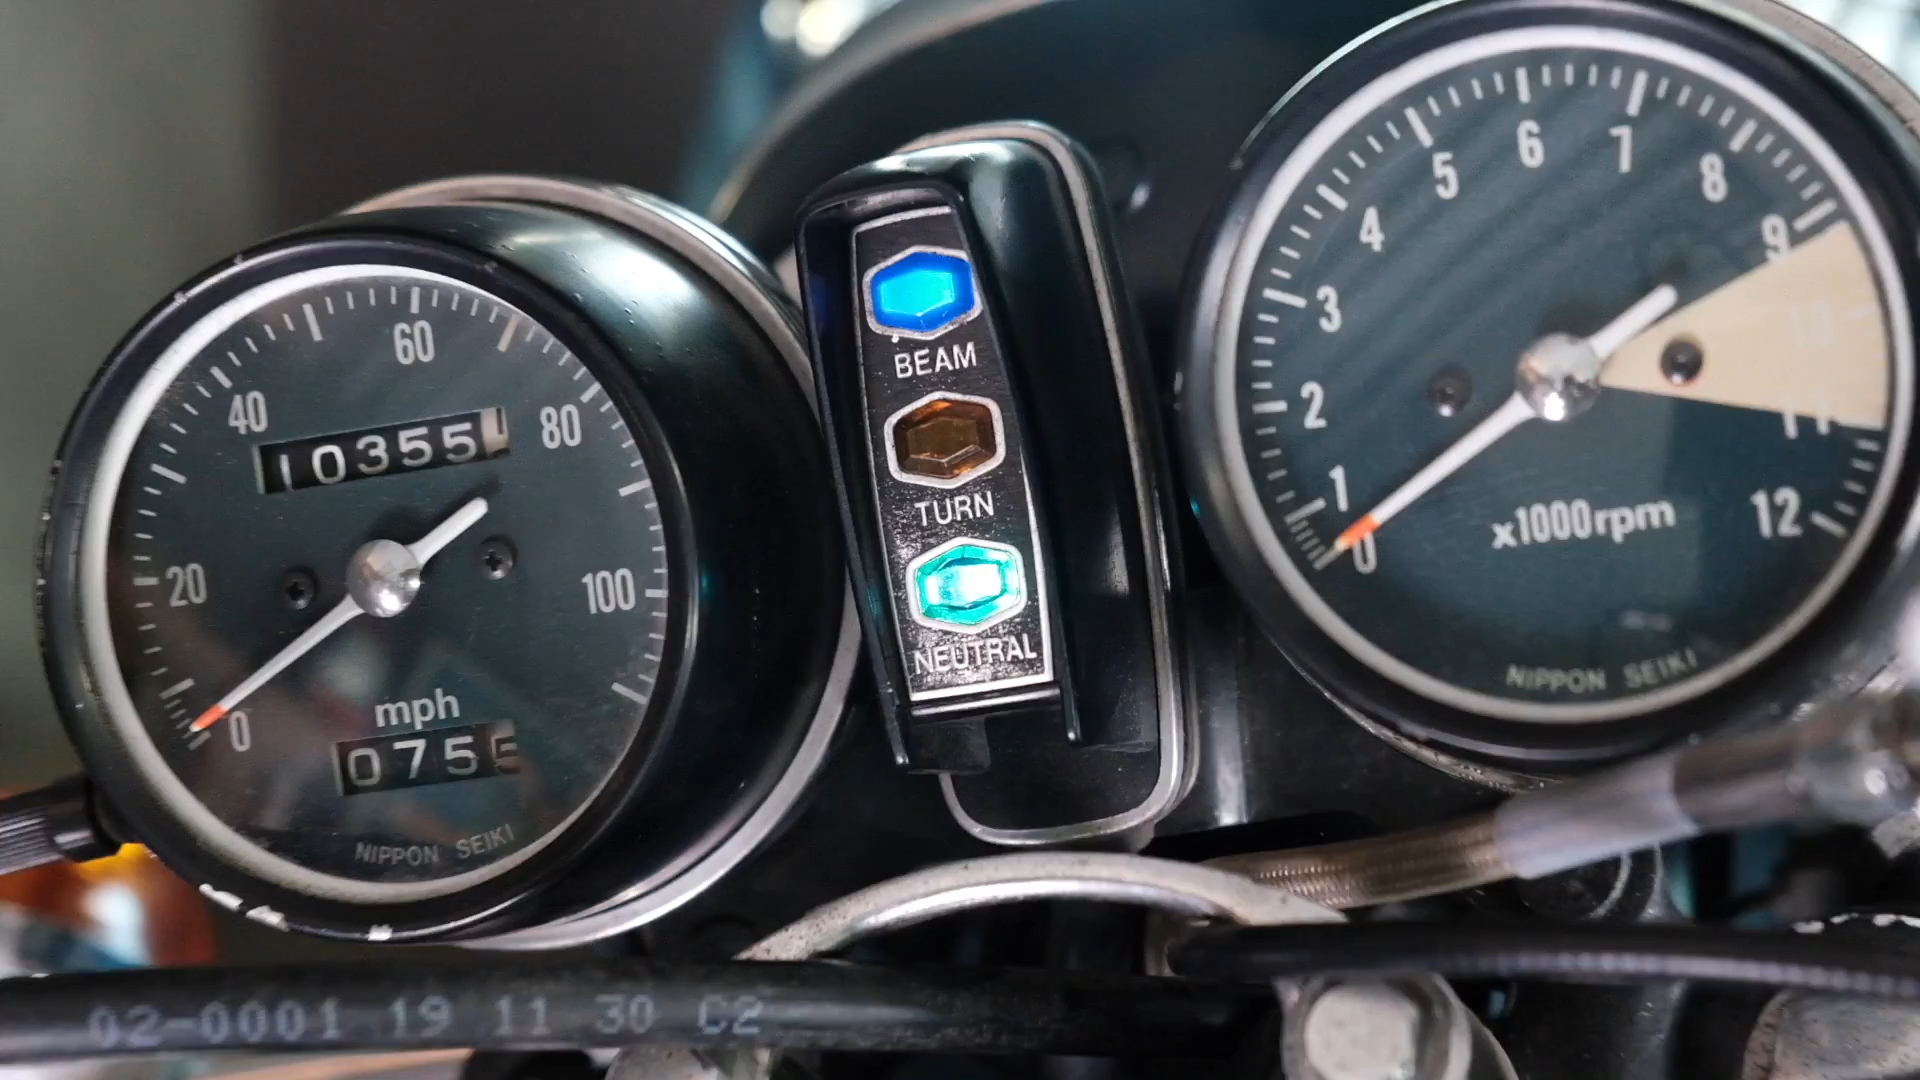 20
40
60
80
100
0
10355
mph
0755
NIPPON SEIKI
BEAM
TURN
NEUTRAL
0
1
2
3
4
5
6
7
8
9
10
11
12
x1000rpm
NIPPON SEIKI
02-0001 19 11 30 C2